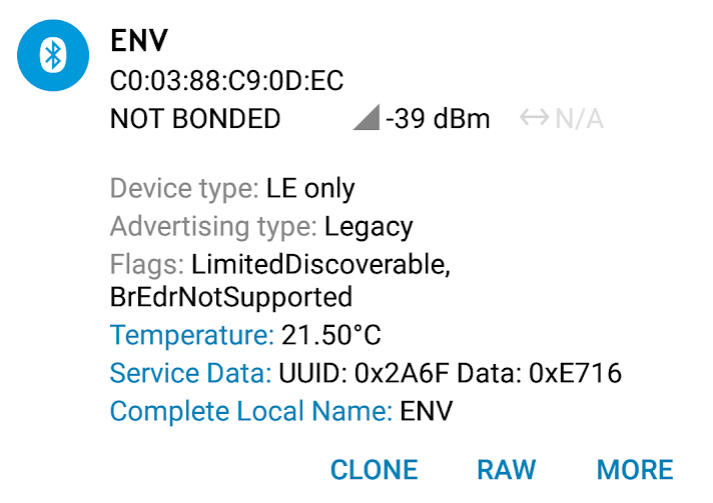 ENV
C0:03:88:C9:0D:EC
NOT BONDED -39 dBm N/A
Device type: LE only
Advertising type: Legacy
Flags: LimitedDiscoverable,
BrEdrNotSupported
Temperature: 21.50°C
Service Data: UUID: 0x2A6F Data: 0xE716
Complete Local Name: ENV
CLONE RAW MORE